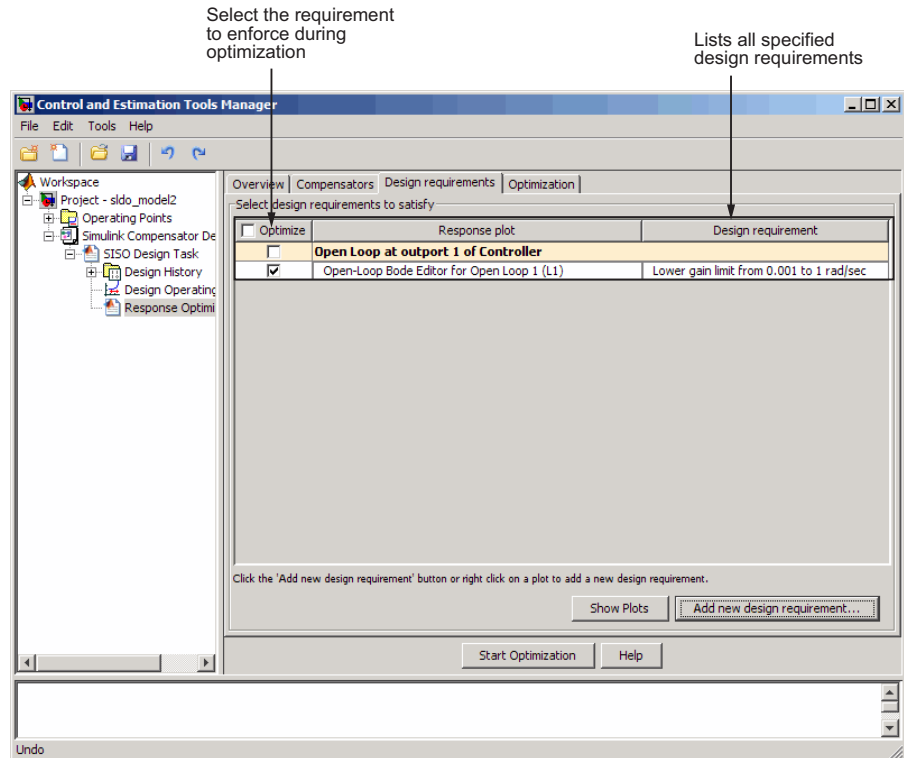 Select the requirement
to enforce during
optimization
Lists all specified
design requirements
Control and Estimation Tools Manager
File Edit Tools Help
Workspace
Project - sldo_model2
Operating Points
Simulink Compensator De
SISO Design Task
Design History
Design Operating
Response Optimi
Overview Compensators Design requirements Optimization
Select design requirements to satisfy
Optimize Response plot Design requirement
Open Loop at outport 1 of Controller
Open-Loop Bode Editor for Open Loop 1 (L1) Lower gain limit from 0.001 to 1 rad/sec
Click the 'Add new design requirement' button or right click on a plot to add a new design requirement.
Show Plots Add new design requirement...
Start Optimization Help
Undo